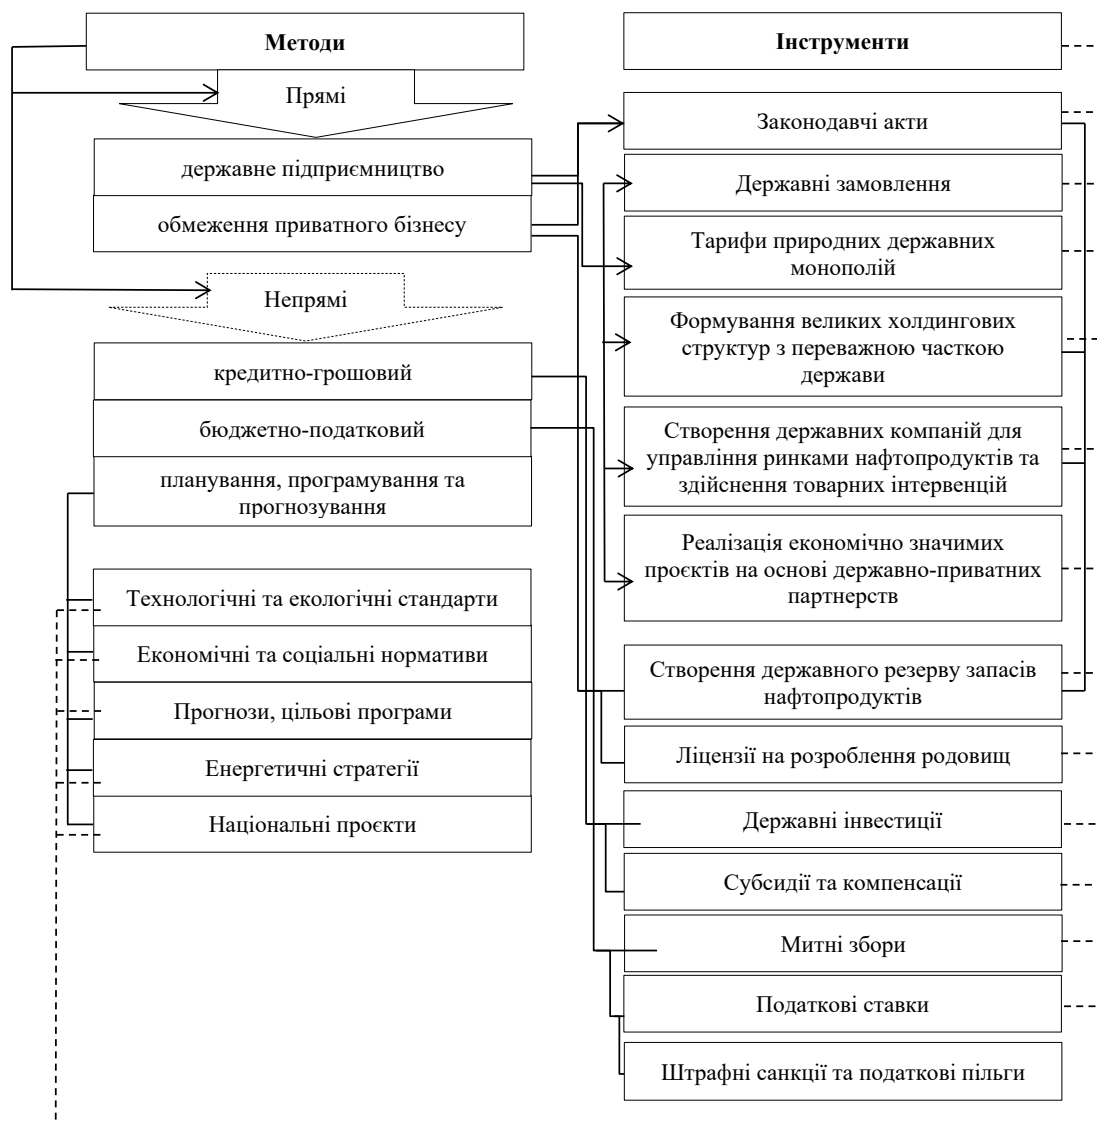 Методи
Прямі
державне підприємництво
обмеження приватного бізнесу
Непрямі
кредитно-грошовий
бюджетно-податковий
планування, програмування та
прогнозування
Технологічні та екологічні стандарти
Економічні та соціальні нормативи
Прогнози, цільові програми
Енергетичні стратегії
Національні проєкти
Інструменти
Законодавчі акти
Державні замовлення
Тарифи природних державних
монополій
Формування великих холдингових
структур з переважною часткою
держави
Створення державних компаній для
управління ринками нафтопродуктів та
здійснення товарних інтервенцій
Реалізація економічно значимих
проєктів на основі державно-приватних
партнерств
Створення державного резерву запасів
нафтопродуктів
Ліцензії на розроблення родовищ
Державні інвестиції
Субсидії та компенсації
Митні збори
Податкові ставки
Штрафні санкції та податкові пільги